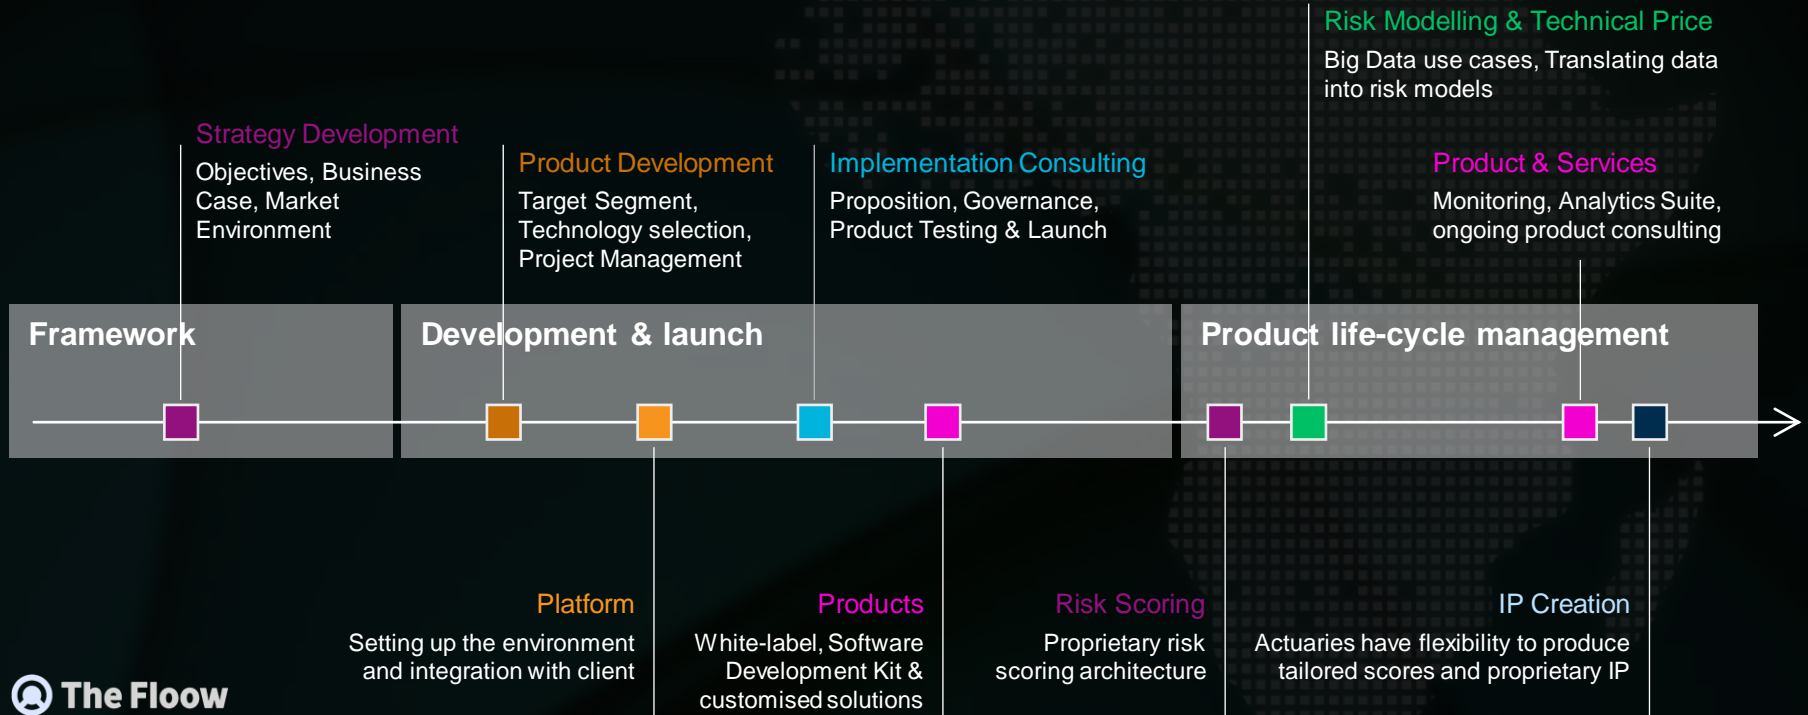 Risk Modelling & Technical Price
Big Data use cases, Translating data
into risk models
Strategy Development
Objectives, Business
Case, Market
Environment
Product Development
Target Segment,
Technology selection,
Project Management
Implementation Consulting
Proposition, Governance,
Product Testing & Launch
Product & Services
Monitoring, Analytics Suite,
ongoing product consulting
Framework
Development & launch
Product life-cycle management
Platform
Setting up the environment
and integration with client
Products
White-label, Software
Development Kit &
customised solutions
Risk Scoring
Proprietary risk
scoring architecture
IP Creation
Actuaries have flexibility to produce
tailored scores and proprietary IP
The Floow